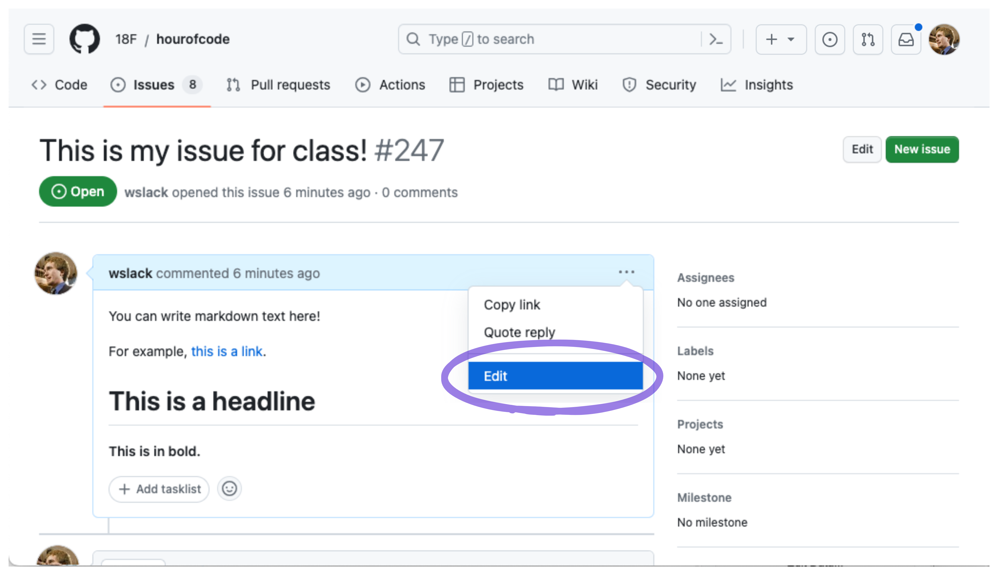 18F / hourofcode
Type / to search
Code
Issues 8
Pull requests
Actions
Projects
Wiki
Security
Insights
This is my issue for class! #247
Edit
New issue
Open
wslack opened this issue 6 minutes ago · 0 comments
wslack commented 6 minutes ago
Copy link
Quote reply
Edit
You can write markdown text here!
For example, this is a link.
This is a headline
This is in bold.
+ Add tasklist
Assignees
No one assigned
Labels
None yet
Projects
None yet
Milestone
No milestone